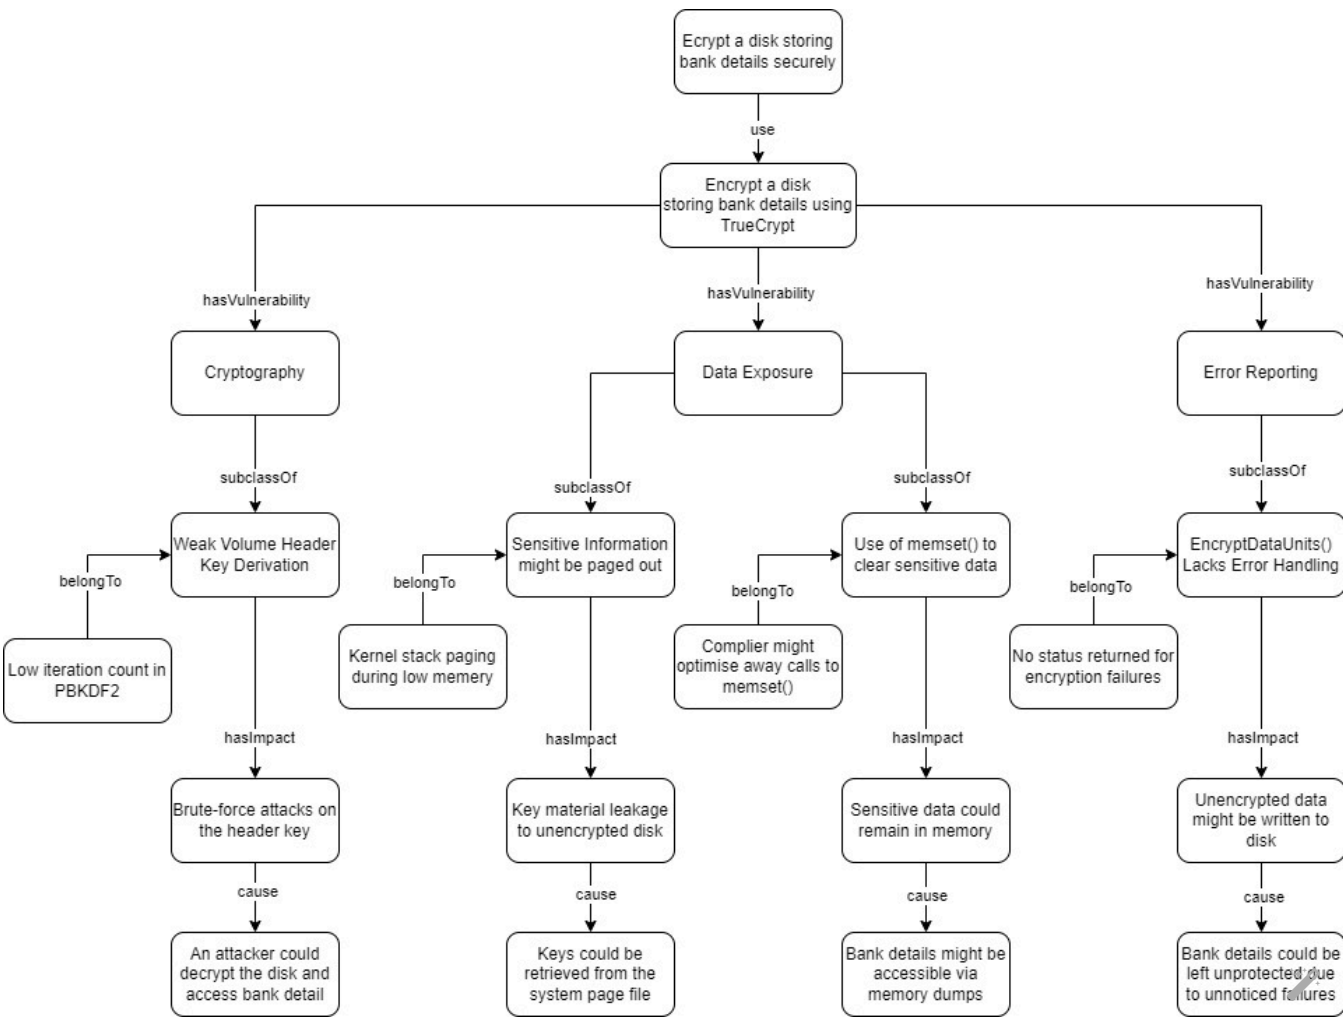 Ecrypt a disk storing
bank details securely
use
Encrypt a disk
storing bank details using
TrueCrypt
hasVulnerability
hasVulnerability
hasVulnerability
Cryptography
Data Exposure
Error Reporting
subclassOf
subclassOf
subclassOf
subclassOf
Weak Volume Header
Key Derivation
Sensitive Information
might be paged out
Use of memset() to
clear sensitive data
EncryptDataUnits()
Lacks Error Handling
belongTo
belongTo
belongTo
belongTo
Low iteration count in
PBKDF2
Kernel stack paging
during low memery
Complier might
optimise away calls to
memset()
No status returned for
encryption failures
hasImpact
hasImpact
hasImpact
hasImpact
Brute-force attacks on
the header key
Key material leakage
to unencrypted disk
Sensitive data could
remain in memory
Unencrypted data
might be written to
disk
cause
cause
cause
cause
An attacker could
decrypt the disk and
access bank detail
Keys could be
retrieved from the
system page file
Bank details might be
accessible via
memory dumps
Bank details could be
left unprotected due
to unnoticed failures